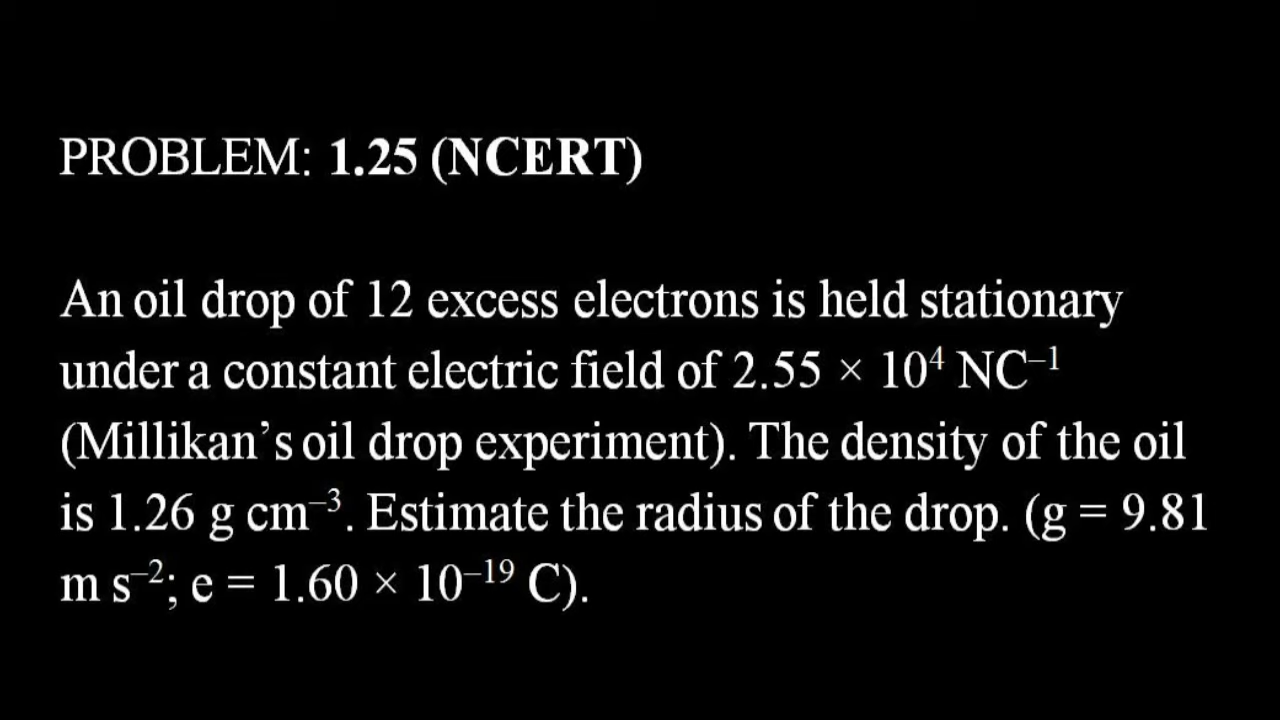 PROBLEM: 1.25 (NCERT)
An oil drop of 12 excess electrons is held stationary
under a constant electric field of 2.55 × 10⁴ NC⁻¹
(Millikan’s oil drop experiment). The density of the oil
is 1.26 g cm⁻³. Estimate the radius of the drop. (g = 9.81
m s⁻²; e = 1.60 × 10⁻¹⁹ C).